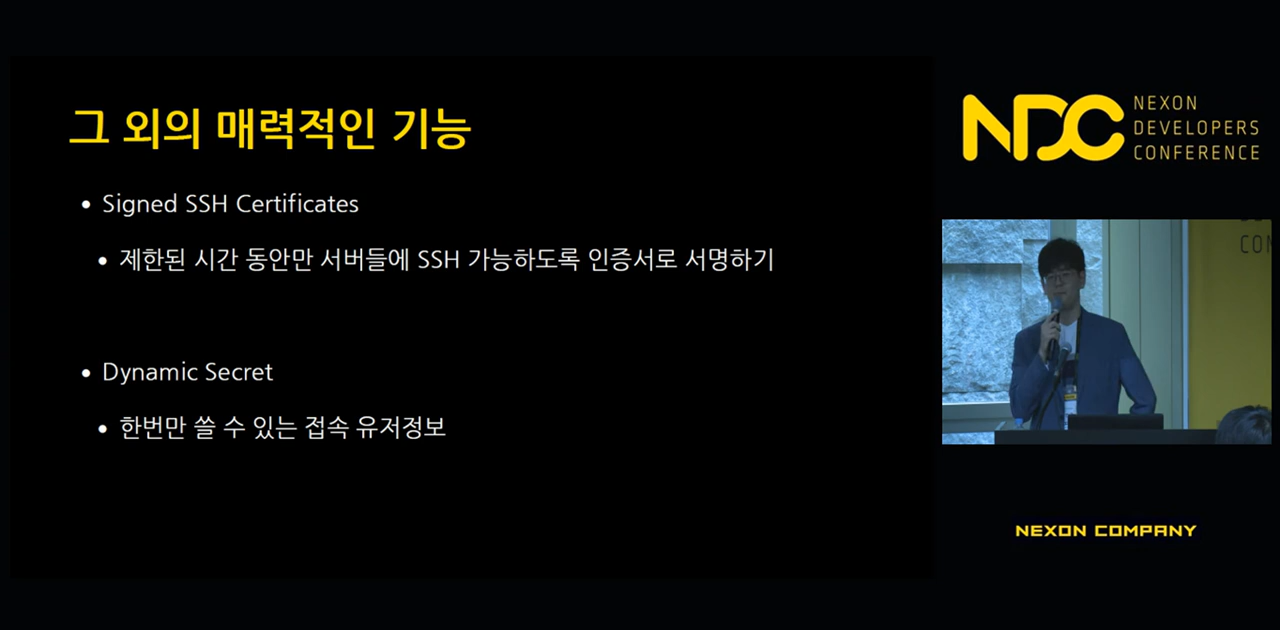 그 외의 매력적인 기능
• Signed SSH Certificates
• 제한된 시간 동안만 서버들에 SSH 가능하도록 인증서로 서명하기
• Dynamic Secret
• 한번만 쓸 수 있는 접속 유저정보
NDC
NEXON
DEVELOPERS
CONFERENCE
NEXON COMPANY